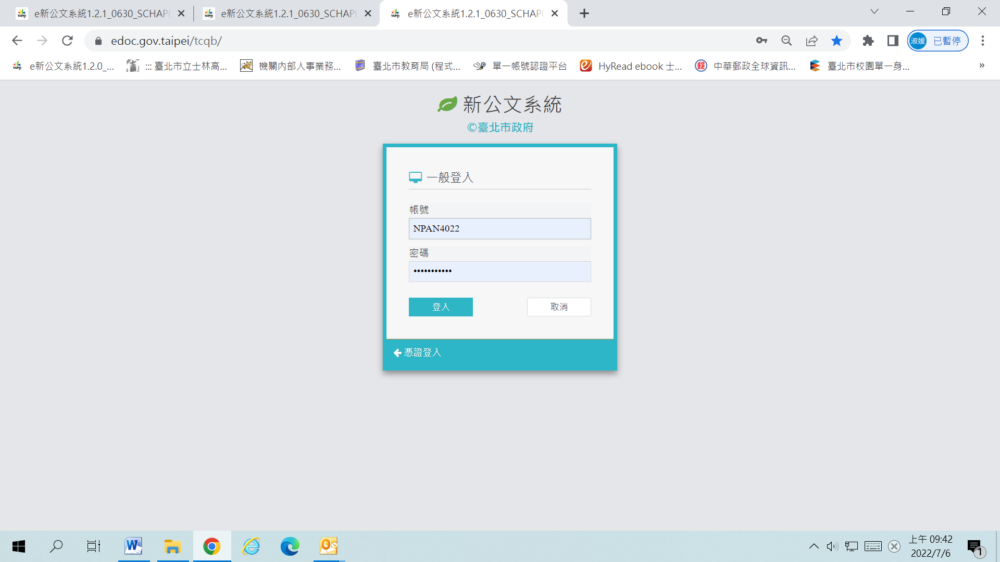 e新公文系統1.2.1_0630_SCHAP
e新公文系統1.2.1_0630_SCHAP
e新公文系統1.2.1_0630_SCHAP
edoc.gov.taipei/tcqb/
淑媛 已暫停
e新公文系統1.2.0_...
::: 臺北市立士林高...
機關內部人事業務...
臺北市教育局 (程式...
單一帳號認證平台
HyRead ebook 士...
中華郵政全球資訊...
臺北市校園單一身...
»
新公文系統
©臺北市政府
一般登入
帳號
NPAN4022
密碼
•••••••••••
登入
取消
憑證登入
上午 09:42
2022/7/6
1